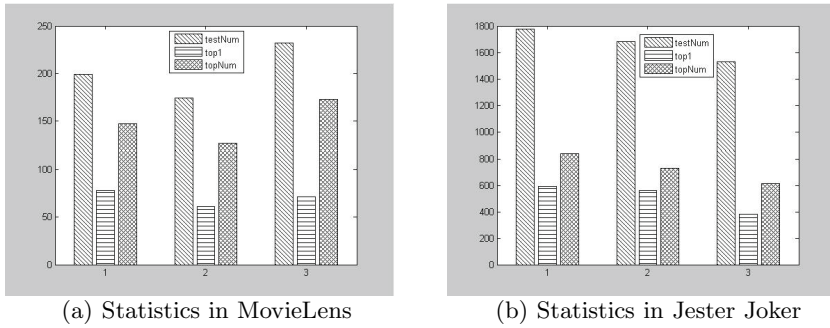 250
200
150
100
50
0
testNum
top1
topNum
1 2 3
(a) Statistics in MovieLens
1800
1600
1400
1200
1000
800
600
400
200
0
testNum
top1
topNum
1 2 3
(b) Statistics in Jester Joker